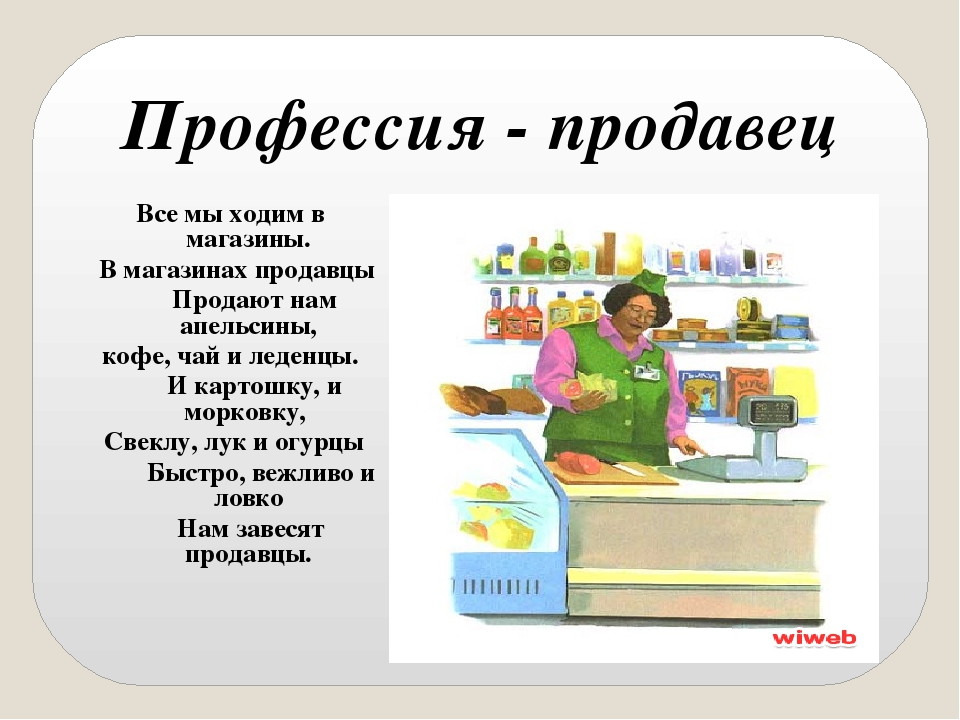 Профессия - продавец
Все мы ходим в
магазины.
В магазинах продавцы
Продают нам
апельсины,
кофе, чай и леденцы.
И картошку, и
морковку,
Свеклу, лук и огурцы
Быстро, вежливо и
ловко
Нам завесят
продавцы.
МУКА
wiweb